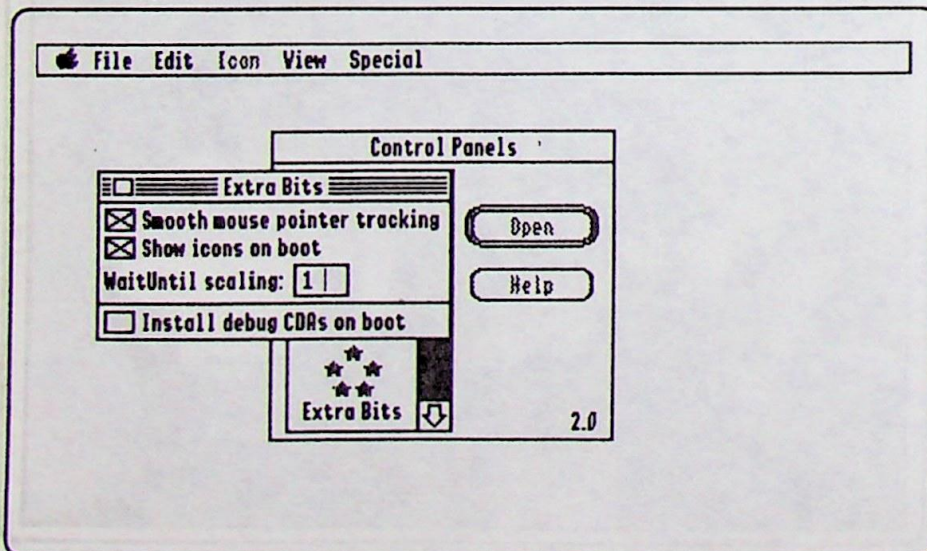 File Edit Icon View Special
Control Panels
Extra Bits
Smooth mouse pointer tracking
Show icons on boot
WaitUntil scaling: 1
Install debug CDAs on boot
Open
Help
Extra Bits
2.0